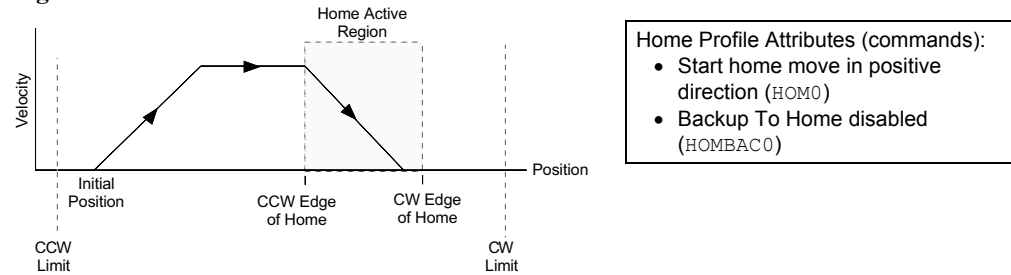 Home Active
Region
Velocity
Position
Initial
Position
CCW Edge
of Home
CW Edge
of Home
CCW
Limit
CW
Limit
Home Profile Attributes (commands):
• Start home move in positive
direction (HOM0)
• Backup To Home disabled
(HOMBAC0)